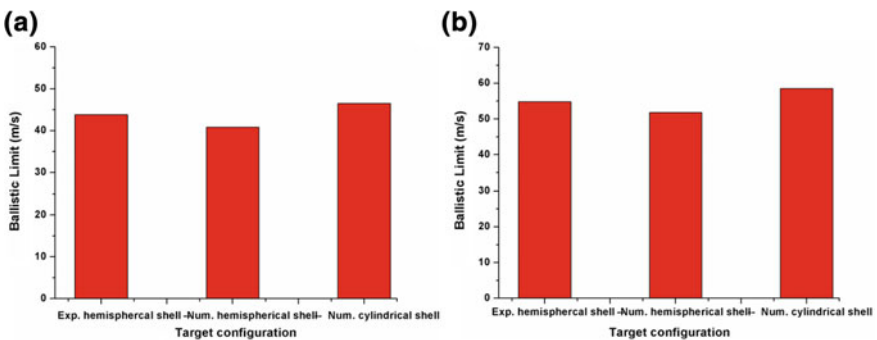 (a)
60
50
40
30
20
10
0
Ballistic Limit (m/s)
Exp. hemisphercal shell –Num. hemispherical shell– Num. cylindrical shell
Target configuration
(b)
70
60
50
40
30
20
10
0
Ballistic Limit (m/s)
Exp. hemisphercal shell –Num. hemispherical shell– Num. cylindrical shell
Target configuration